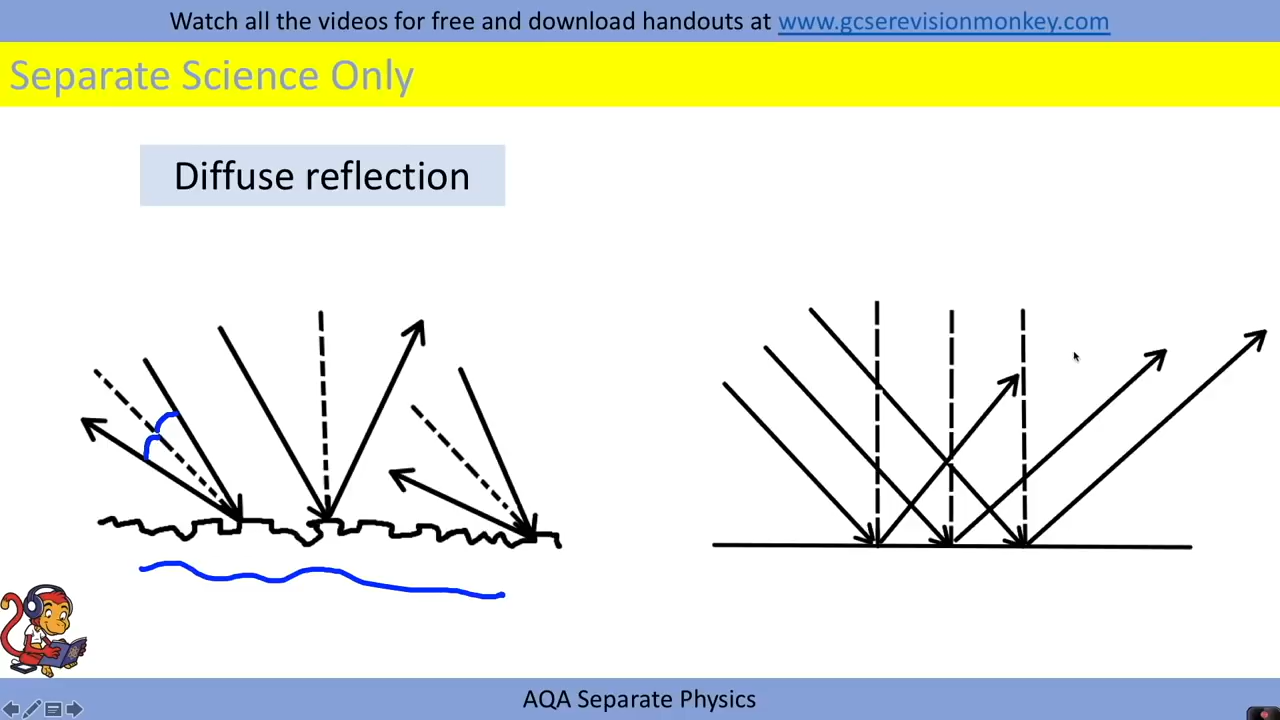 Watch all the videos for free and download handouts at www.gcserevisionmonkey.com
Separate Science Only
Diffuse reflection
AQA Separate Physics